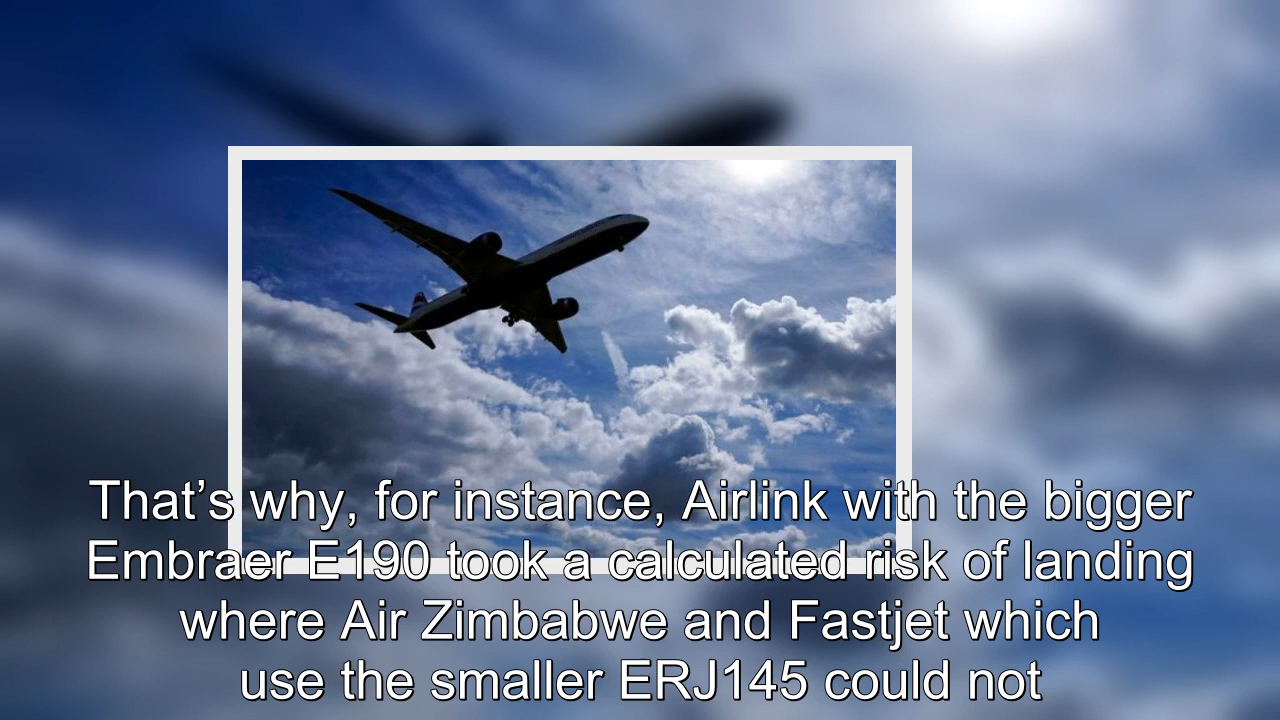 That’s why, for instance, Airlink with the bigger
Embraer E190 took a calculated risk of landing
where Air Zimbabwe and Fastjet which
use the smaller ERJ145 could not